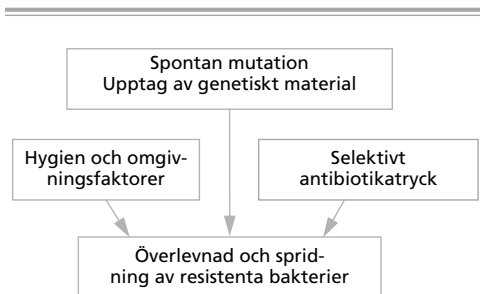 Spontan mutation
Upptag av genetiskt material
Hygien och omgiv-
ningsfaktorer
Selektivt
antibiotikatryck
Överlevnad och sprid-
ning av resistenta bakterier